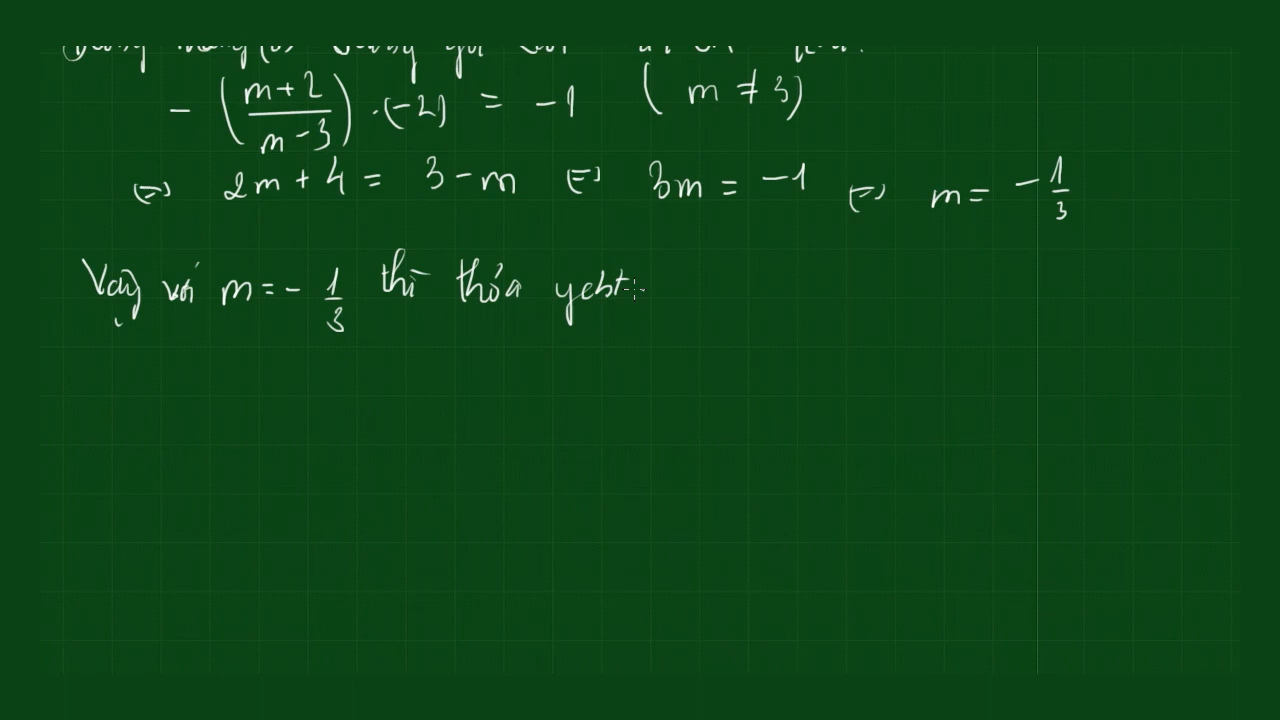 - (m+2 / m-3) . (-2) = -1 ( m ≠ 3)
⇔ 2m + 4 = 3 - m ⇔ 3m = -1 ⇔ m = - 1/3
Vậy với m = - 1/3 thì thỏa ycbt